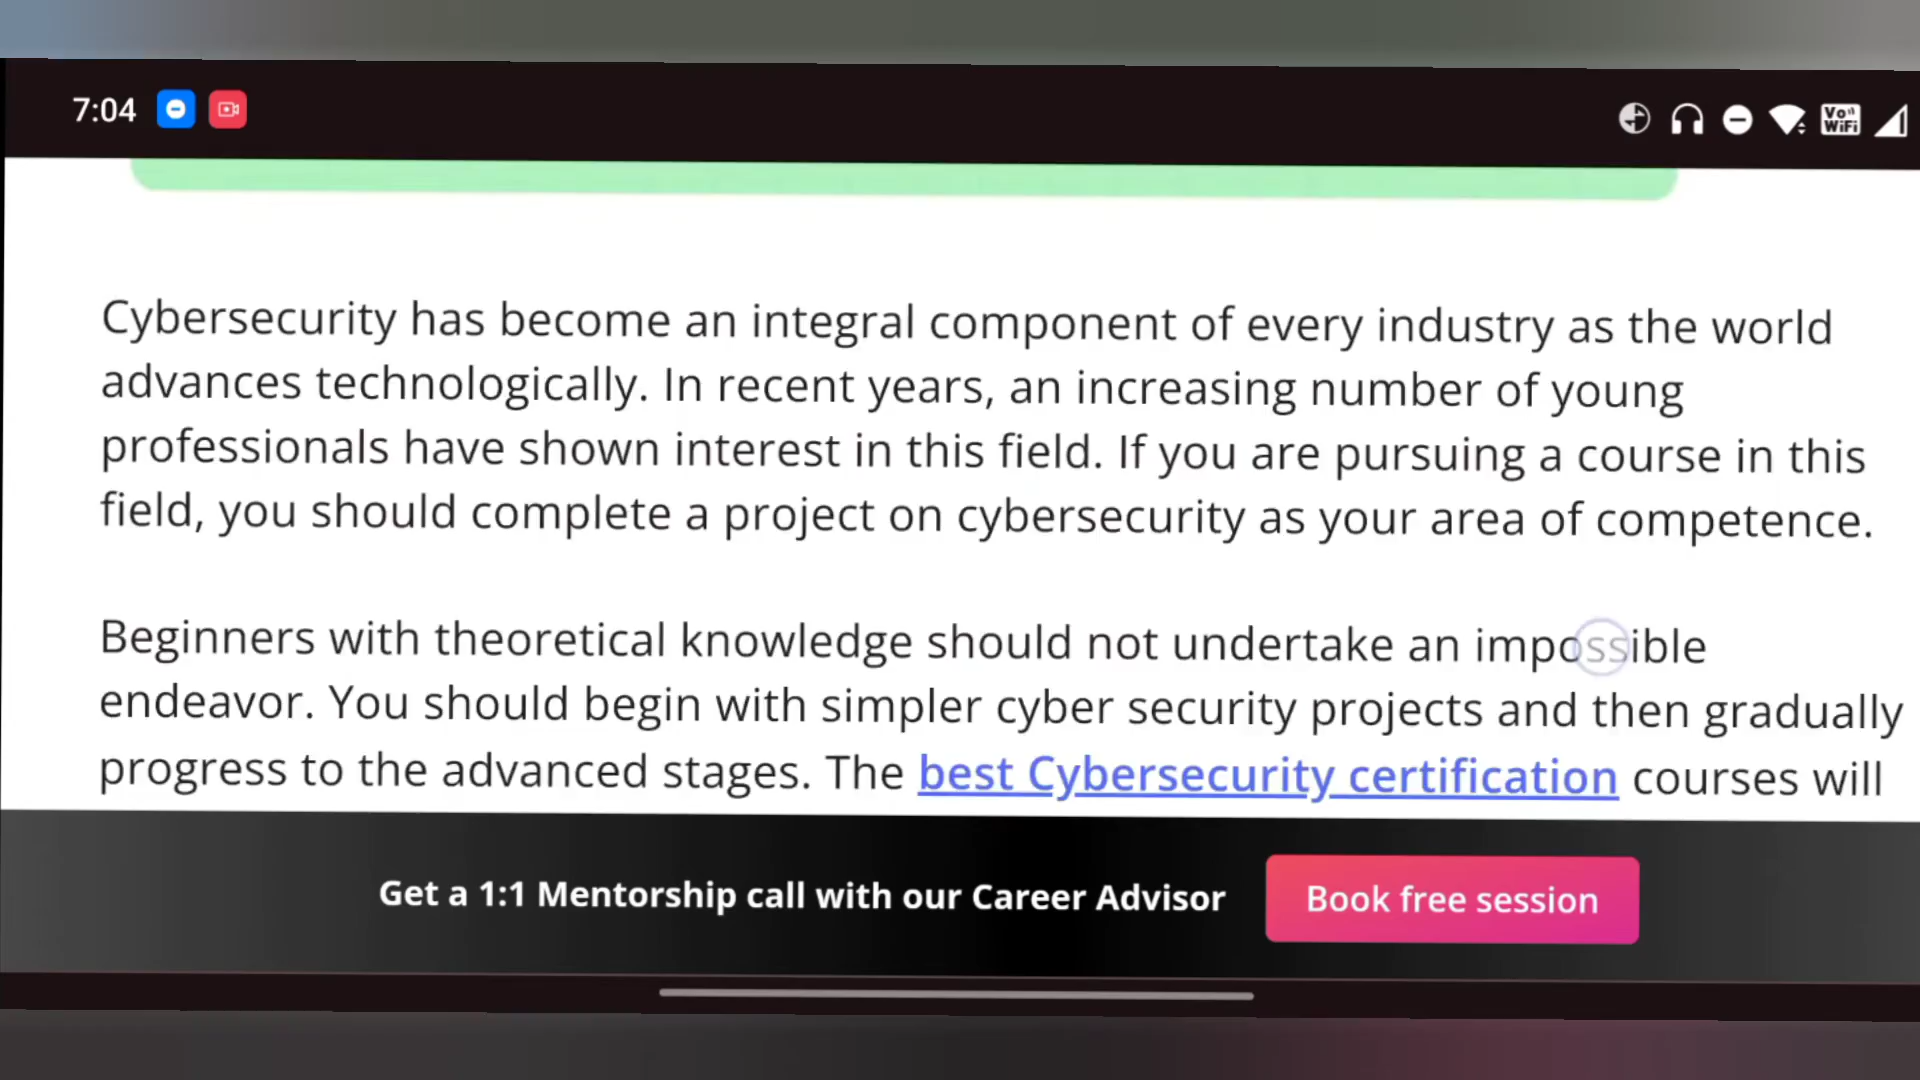 7:04
Vo
WiFi
Cybersecurity has become an integral component of every industry as the world
advances technologically. In recent years, an increasing number of young
professionals have shown interest in this field. If you are pursuing a course in this
field, you should complete a project on cybersecurity as your area of competence.
Beginners with theoretical knowledge should not undertake an impossible
endeavor. You should begin with simpler cyber security projects and then gradually
progress to the advanced stages. The best Cybersecurity certification courses will
Get a 1:1 Mentorship call with our Career Advisor
Book free session